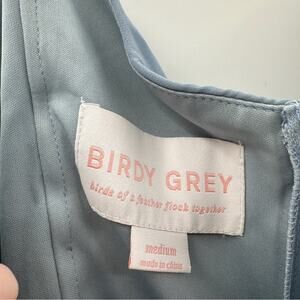 BIRDY GREY
birds of a feather flock together
medium
made in china